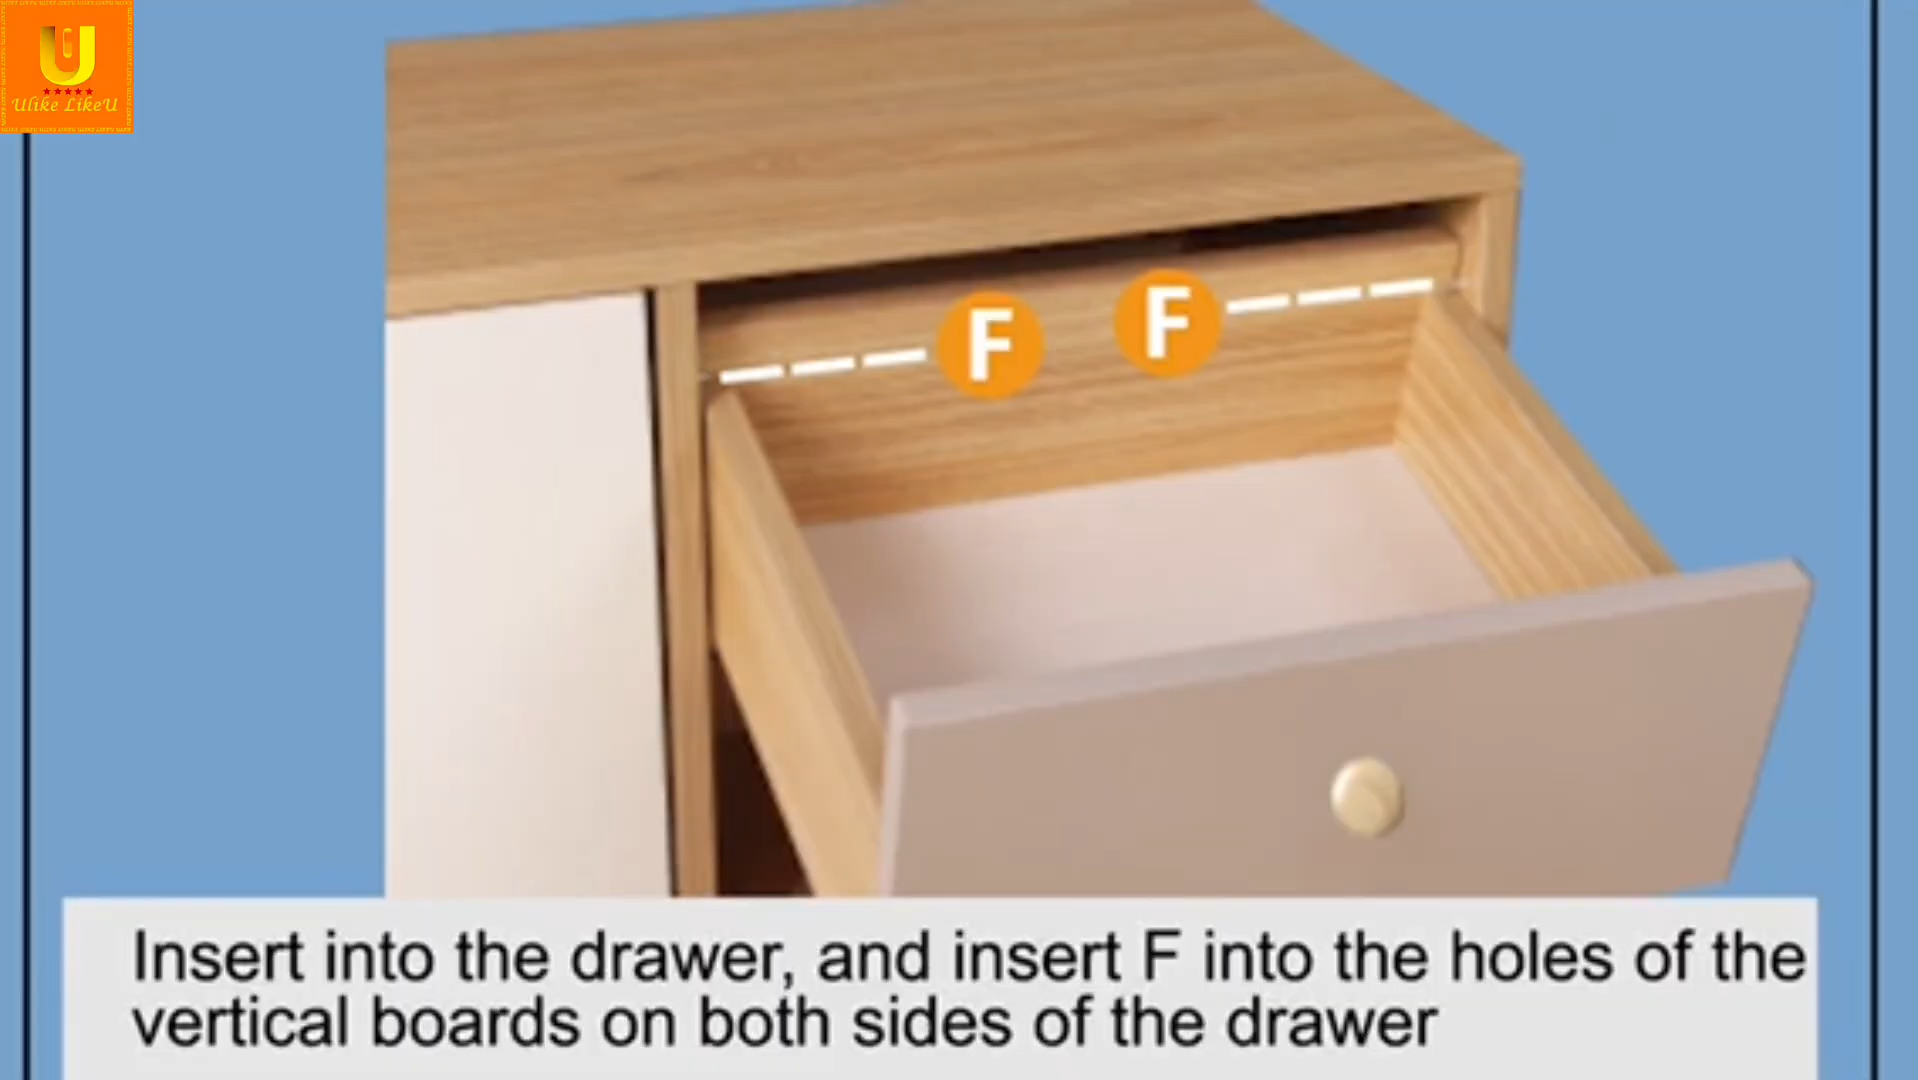 U
Ulike LikeU
F F
Insert into the drawer, and insert F into the holes of the
vertical boards on both sides of the drawer